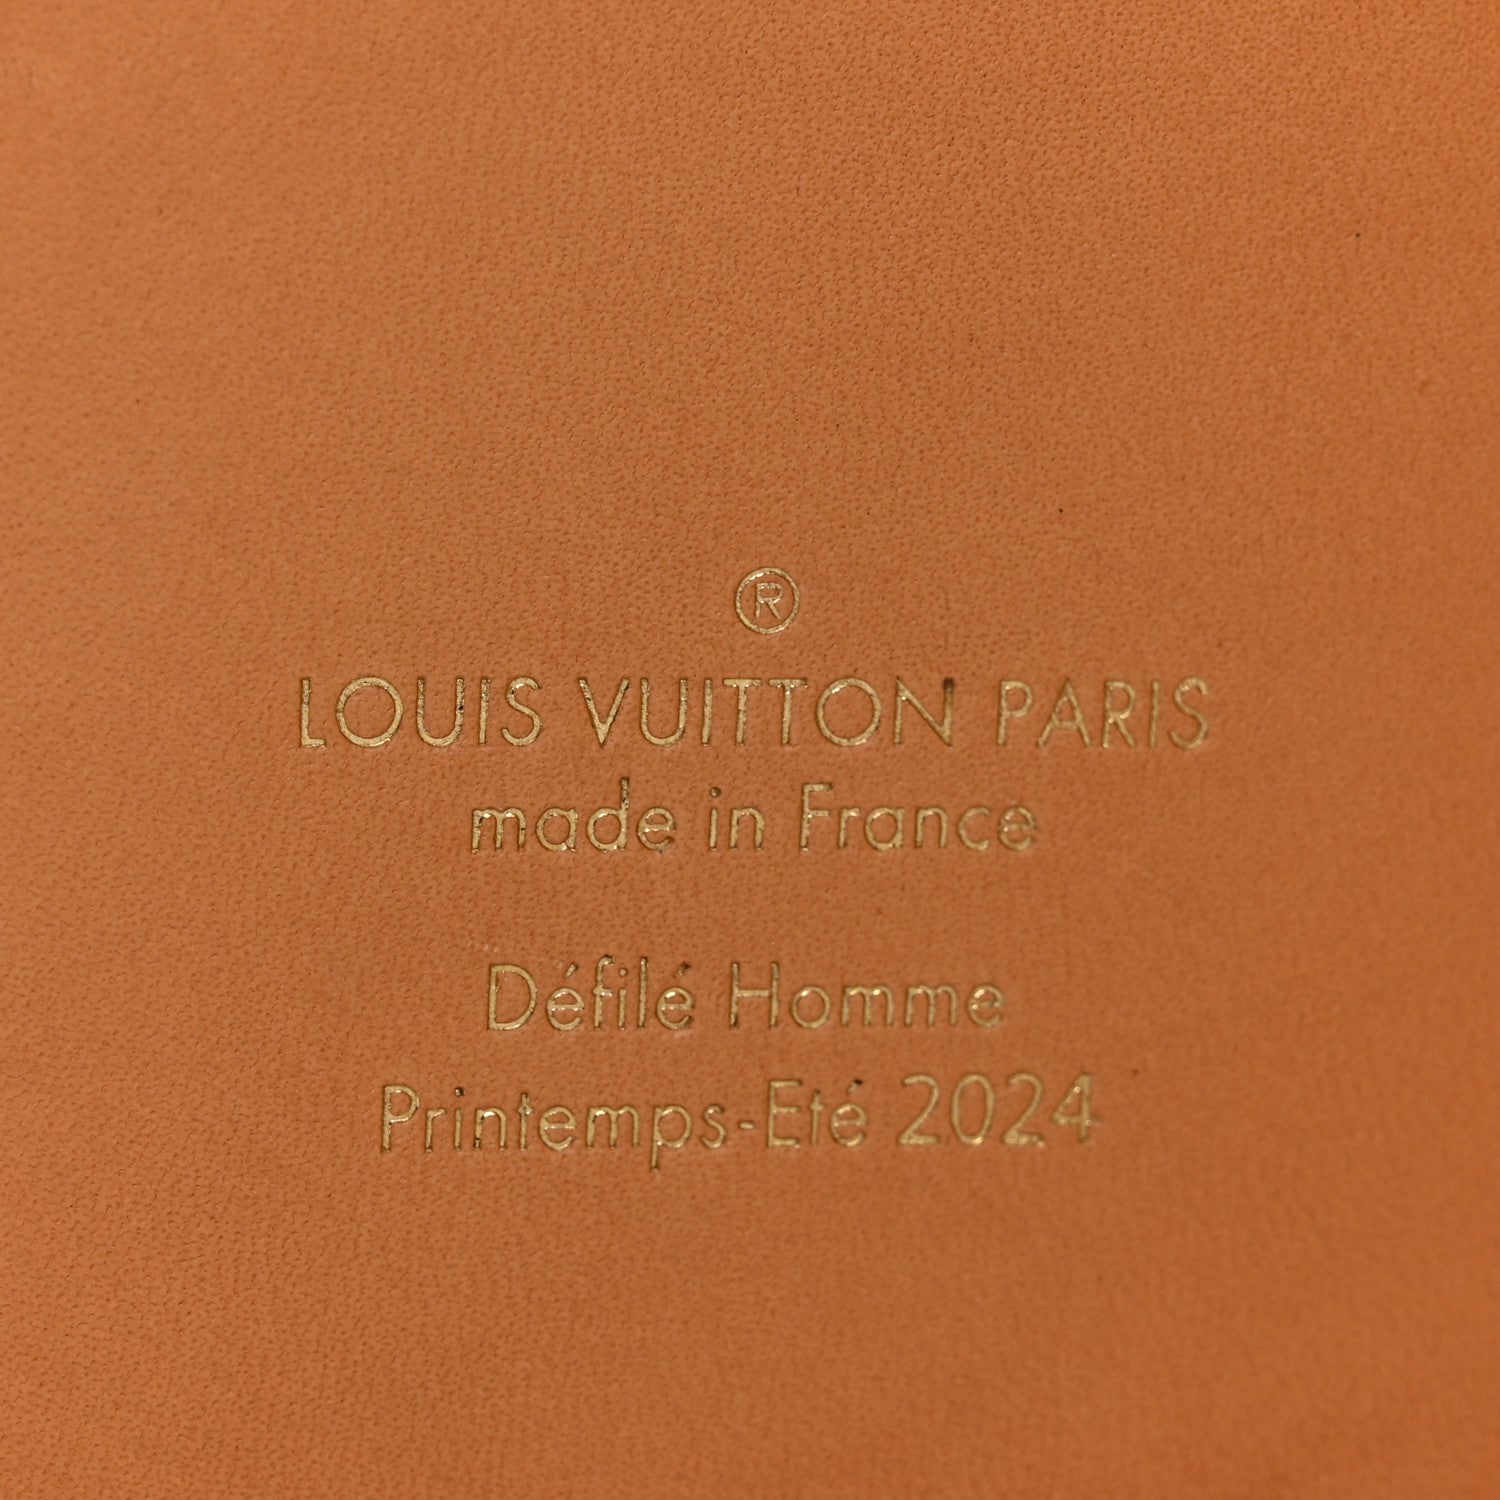 ®
LOUIS VUITTON PARIS
made in France
Défilé Homme
Printemps-Eté 2024